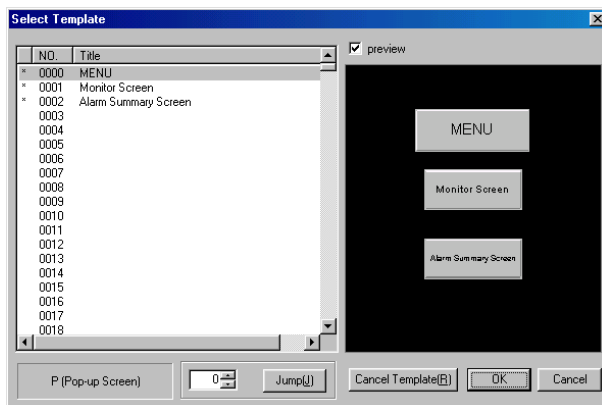 Select Template
NO. Title
* 0000 MENU
* 0001 Monitor Screen
* 0002 Alarm Summary Screen
0003
0004
0005
0006
0007
0008
0009
0010
0011
0012
0013
0014
0015
0016
0017
0018
P (Pop-up Screen)
0
Jump(J)
preview
MENU
Monitor Screen
Alarm Summary Screen
Cancel Template(R)
OK
Cancel